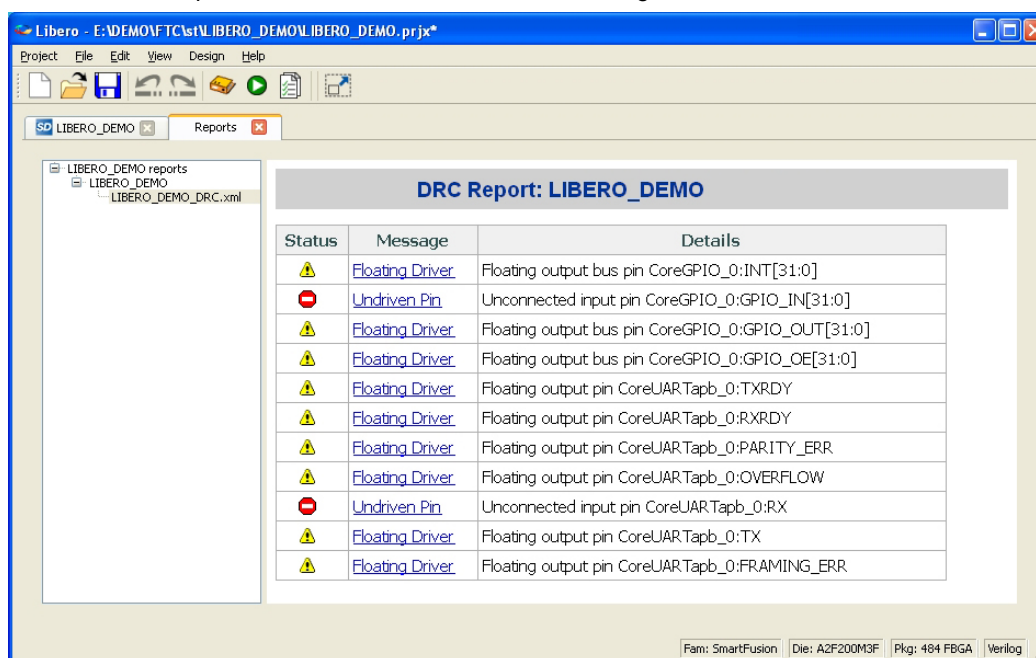 Libero - E:\DEMO\FTC\st\LIBERO_DEMO\LIBERO_DEMO.prjx*
Project File Edit View Design Help
SD LIBERO_DEMO Reports
LIBERO_DEMO reports
LIBERO_DEMO
LIBERO_DEMO_DRC.xml
DRC Report: LIBERO_DEMO
Status Message Details
Floating Driver Floating output bus pin CoreGPIO_0:INT[31:0]
Undriven Pin Unconnected input pin CoreGPIO_0:GPIO_IN[31:0]
Floating Driver Floating output bus pin CoreGPIO_0:GPIO_OUT[31:0]
Floating Driver Floating output bus pin CoreGPIO_0:GPIO_OE[31:0]
Floating Driver Floating output pin CoreUARTapb_0:TXRDY
Floating Driver Floating output pin CoreUARTapb_0:RXRDY
Floating Driver Floating output pin CoreUARTapb_0:PARITY_ERR
Floating Driver Floating output pin CoreUARTapb_0:OVERFLOW
Undriven Pin Unconnected input pin CoreUARTapb_0:RX
Floating Driver Floating output pin CoreUARTapb_0:TX
Floating Driver Floating output pin CoreUARTapb_0:FRAMING_ERR
Fam: SmartFusion Die: A2F200M3F Pkg: 484 FBGA Verilog